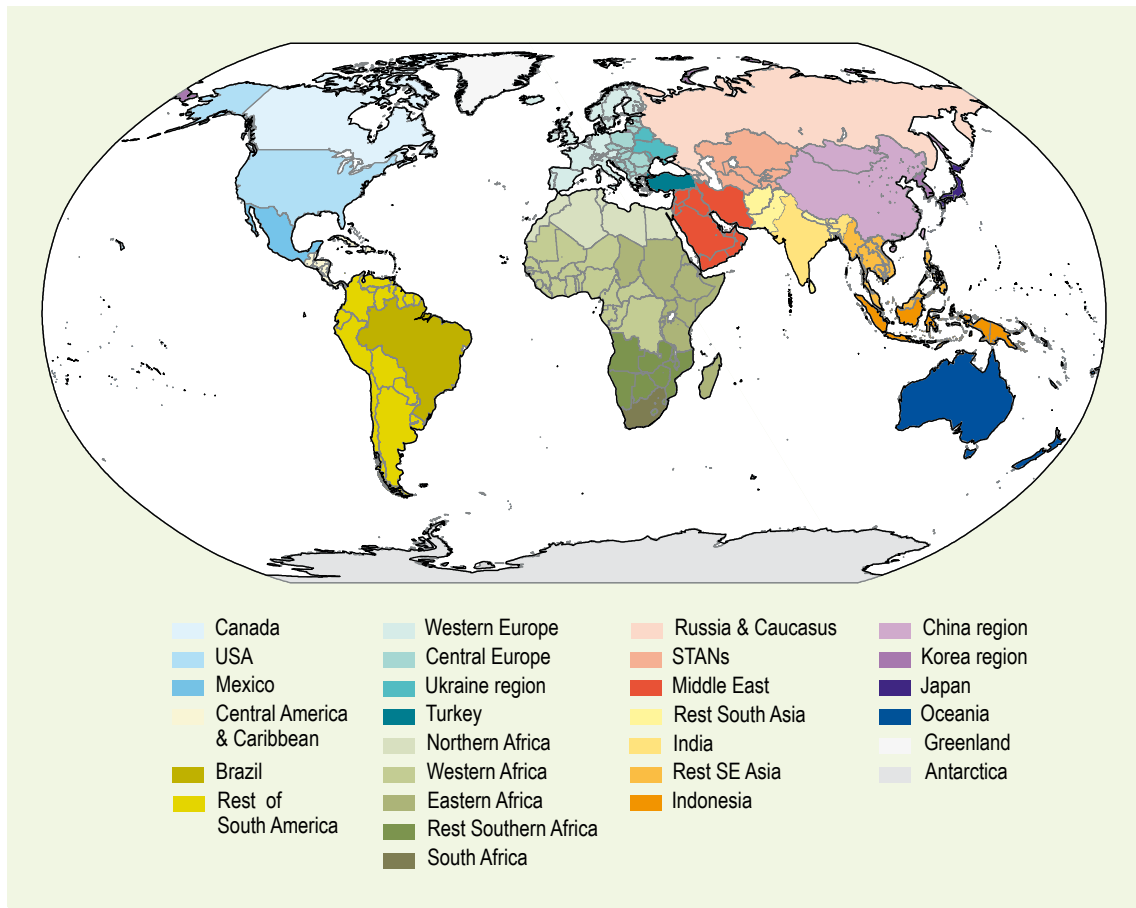 Canada
USA
Mexico
Central America
& Caribbean
Brazil
Rest of
South America
Western Europe
Central Europe
Ukraine region
Turkey
Northern Africa
Western Africa
Eastern Africa
Rest Southern Africa
South Africa
Russia & Caucasus
STANs
Middle East
Rest South Asia
India
Rest SE Asia
Indonesia
China region
Korea region
Japan
Oceania
Greenland
Antarctica